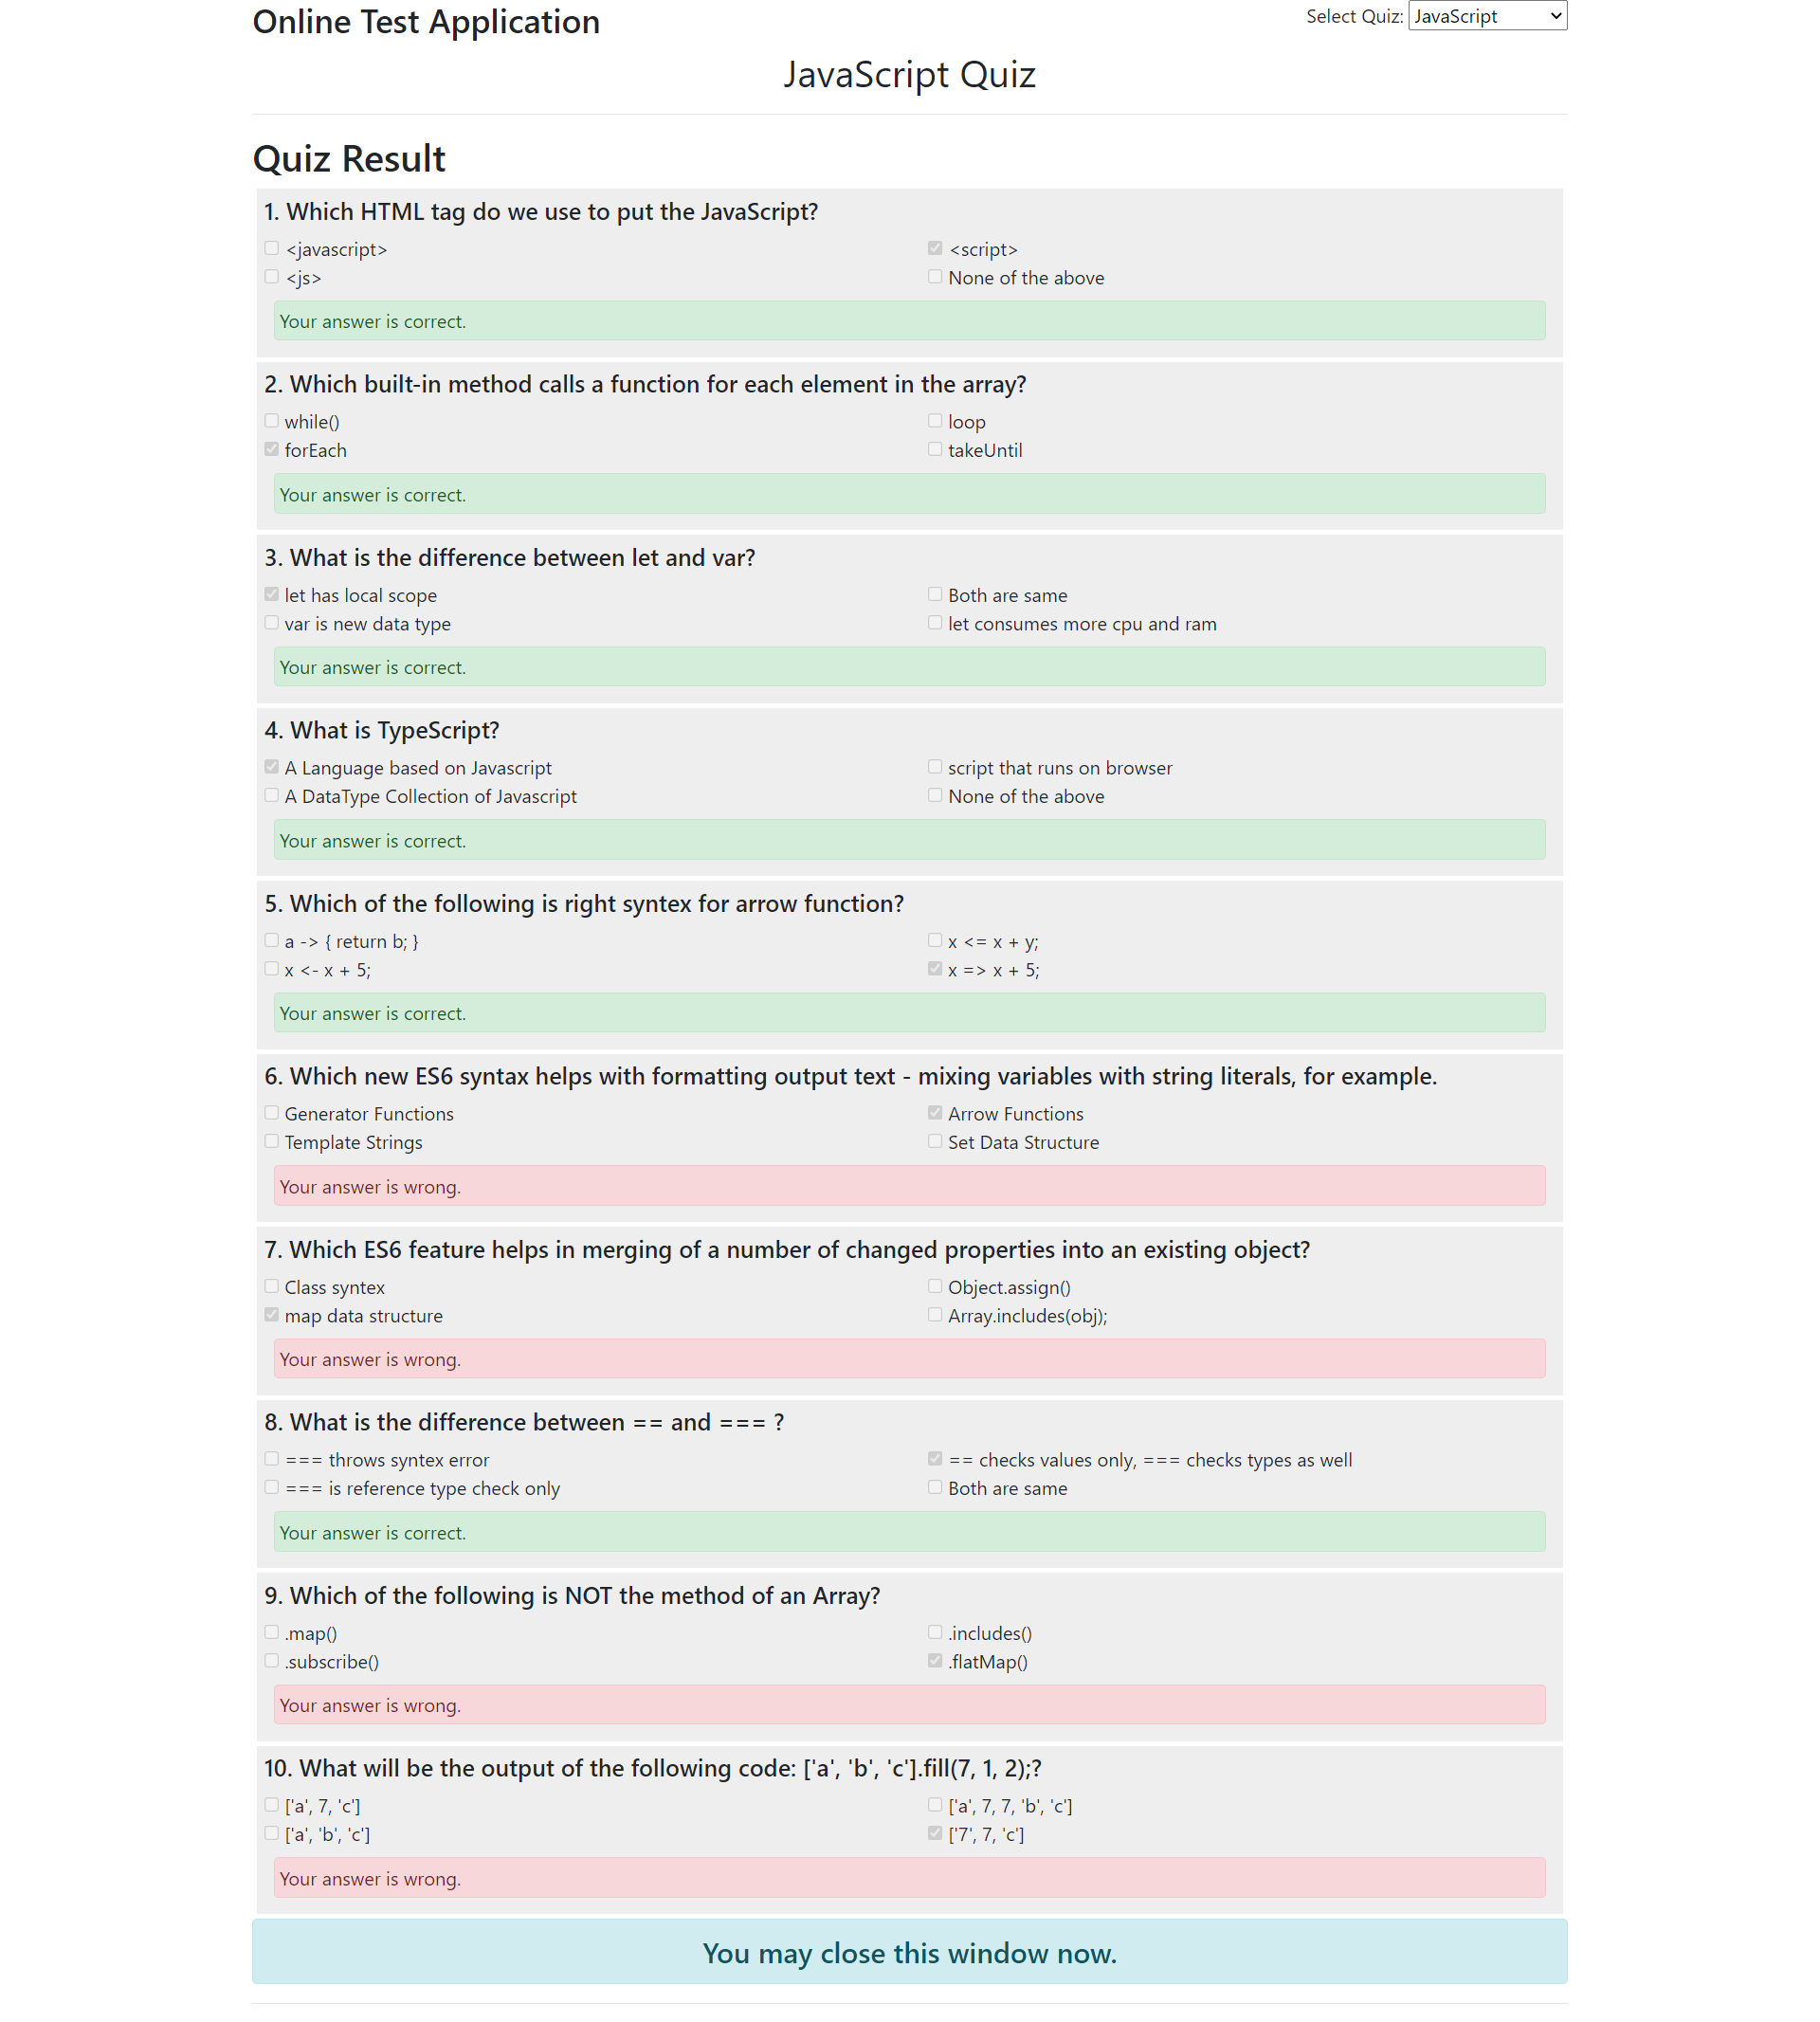 Online Test Application
Select Quiz: JavaScript
JavaScript Quiz
Quiz Result
1. Which HTML tag do we use to put the JavaScript?
<javascript>
<script>
<js>
None of the above
Your answer is correct.
2. Which built-in method calls a function for each element in the array?
while()
loop
forEach
takeUntil
Your answer is correct.
3. What is the difference between let and var?
let has local scope
Both are same
var is new data type
let consumes more cpu and ram
Your answer is correct.
4. What is TypeScript?
A Language based on Javascript
script that runs on browser
A DataType Collection of Javascript
None of the above
Your answer is correct.
5. Which of the following is right syntex for arrow function?
a -> { return b; }
x <= x + y;
x <- x + 5;
x => x + 5;
Your answer is correct.
6. Which new ES6 syntax helps with formatting output text - mixing variables with string literals, for example.
Generator Functions
Arrow Functions
Template Strings
Set Data Structure
Your answer is wrong.
7. Which ES6 feature helps in merging of a number of changed properties into an existing object?
Class syntex
Object.assign()
map data structure
Array.includes(obj);
Your answer is wrong.
8. What is the difference between == and === ?
=== throws syntex error
== checks values only, === checks types as well
=== is reference type check only
Both are same
Your answer is correct.
9. Which of the following is NOT the method of an Array?
.map()
.includes()
.subscribe()
.flatMap()
Your answer is wrong.
10. What will be the output of the following code: ['a', 'b', 'c'].fill(7, 1, 2);?
['a', 7, 'c']
['a', 7, 7, 'b', 'c']
['a', 'b', 'c']
['7', 7, 'c']
Your answer is wrong.
You may close this window now.